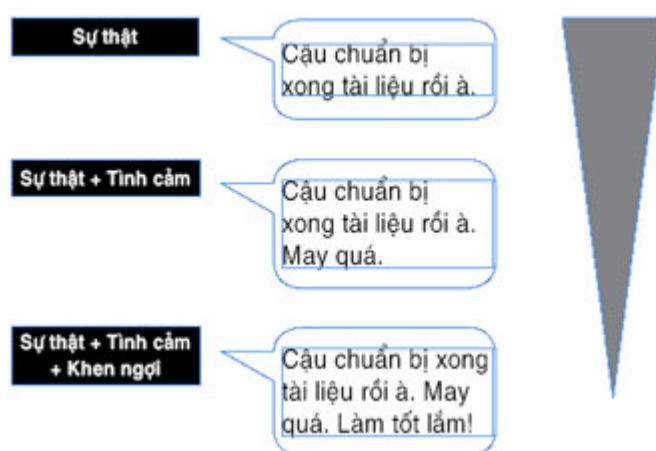 Sự thật
Cậu chuẩn bị
xong tài liệu rồi à.
Sự thật + Tình cảm
Cậu chuẩn bị
xong tài liệu rồi à.
May quá.
Sự thật + Tình cảm
+ Khen ngợi
Cậu chuẩn bị xong
tài liệu rồi à. May
quá. Làm tốt lắm!